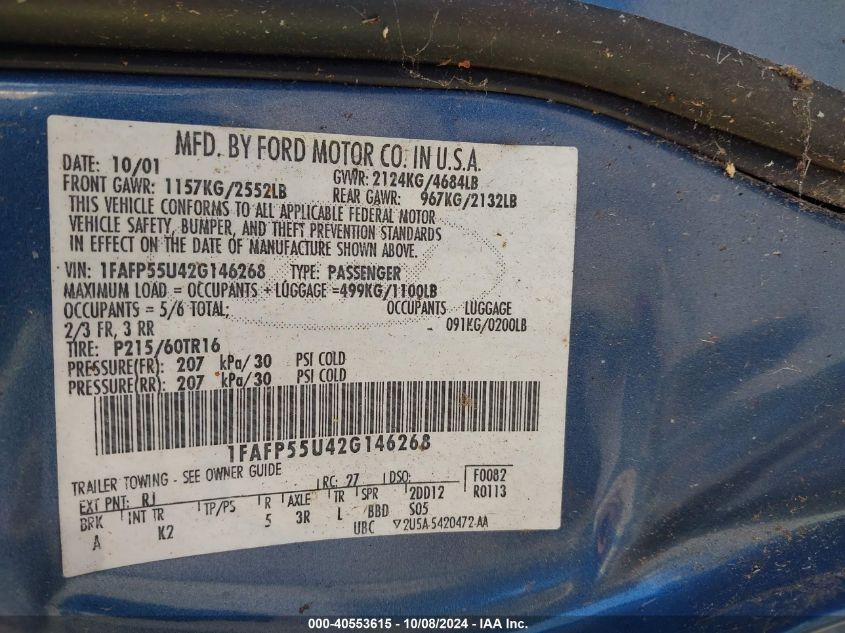 MFD. BY FORD MOTOR CO. IN U.S.A.
DATE: 10/01 GVWR: 2124KG/4684LB
FRONT GAWR: 1157KG/2552LB REAR GAWR: 967KG/2132LB
THIS VEHICLE CONFORMS TO ALL APPLICABLE FEDERAL MOTOR
VEHICLE SAFETY, BUMPER, AND THEFT PREVENTION STANDARDS
IN EFFECT ON THE DATE OF MANUFACTURE SHOWN ABOVE.
VIN: 1FAFP55U42G146268 TYPE: PASSENGER
MAXIMUM LOAD = OCCUPANTS + LUGGAGE =499KG/1100LB
OCCUPANTS = 5/6 TOTAL; OCCUPANTS LUGGAGE
2/3 FR, 3 RR 091KG/0200LB
TIRE: P215/60TR16
PRESSURE(FR): 207 kPa/30 PSI COLD
PRESSURE(RR): 207 kPa/30 PSI COLD
1FAFP55U42G146268
TRAILER TOWING - SEE OWNER GUIDE
EXT PNT: RJ RC: 27 DSO: F0082
BRK INT TR TP/PS R AXLE TR SPR 2DD12 R0113
A K2 5 3R L BBD S05
UBC 2U5A-5420472-AA
000-40553615 - 10/08/2024 - IAA Inc.